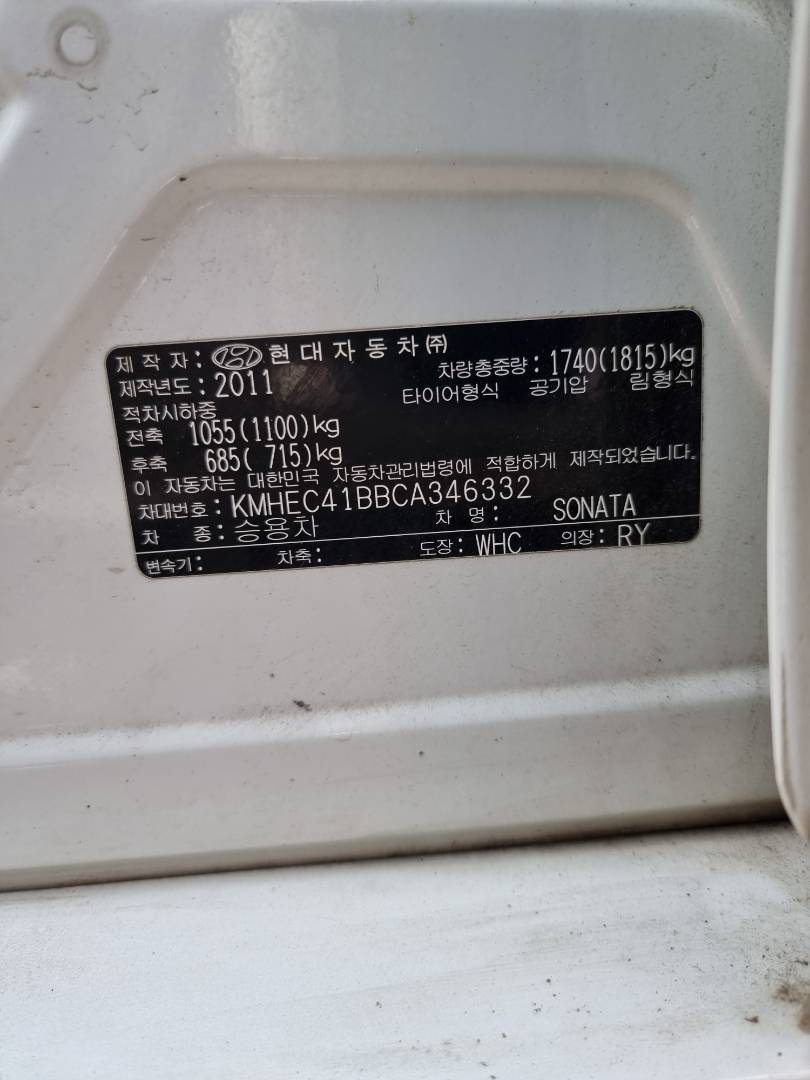 제 작 자 : 현 대 자 동 차 ㈜
제작년도 : 2011
차량총중량 : 1740(1815)kg
적차시하중
타이어형식 공기압 림형식
전축 1055(1100)kg
후축 685( 715)kg
이 자동차는 대한민국 자동차관리법령에 적합하게 제작되었습니다.
차대번호 : KMHEC41BBCA346332
차 종 : 승용차 차 명 : SONATA
변속기 : 차축 : 도장 : WHC 의장 : RY